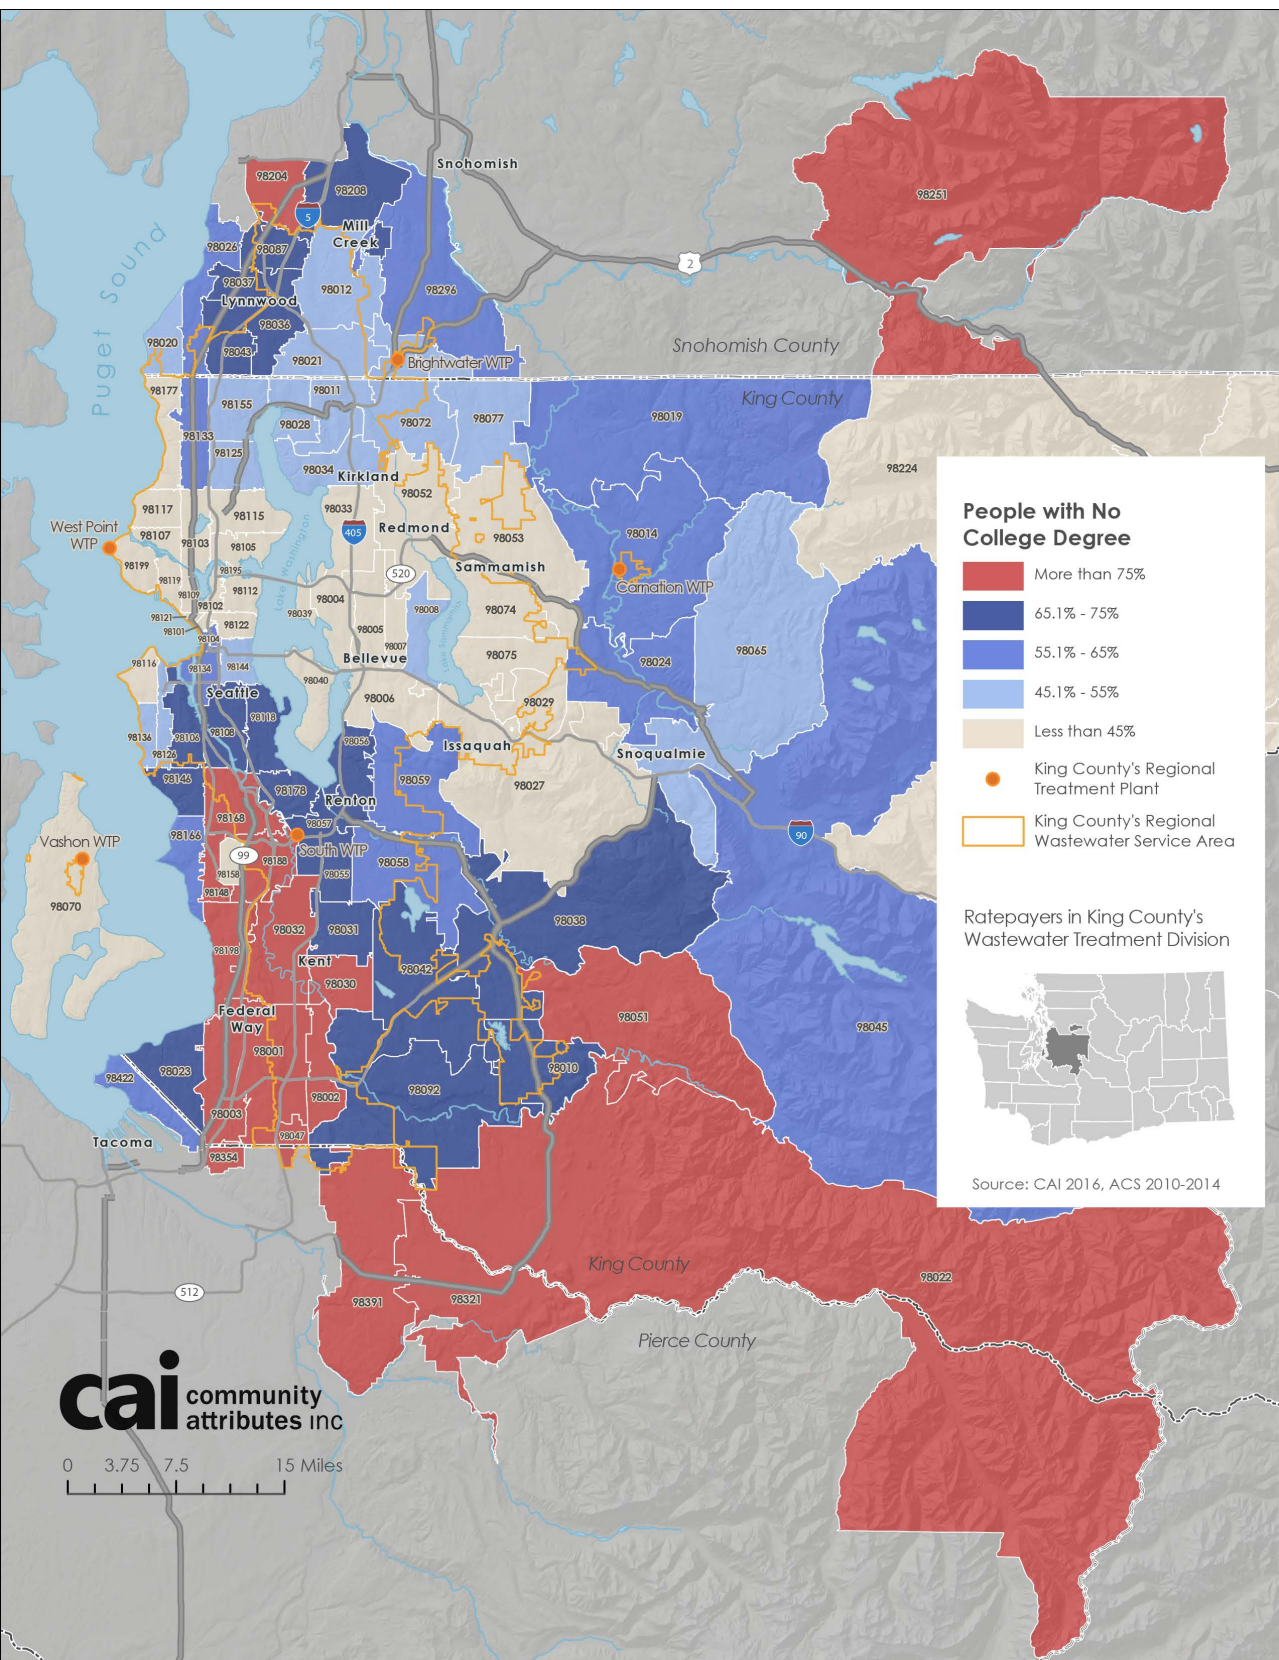 Snohomish
98204
98208
98251
5
Mill
Creek
98026
98087
2
98037
Lynnwood
98012
98296
98036
98020
98043
98021
Brightwater WTP
Snohomish County
Puget Sound
98177
98011
King County
98155
98028
98072
98077
98019
98133
98125
98034
Kirkland
98224
98052
98117
98115
98033
Redmond
West Point
WTP
98107
98103
98105
405
98053
98014
98199
98119
98195
520
Sammamish
Carnation WTP
98109
98112
Lake Washington
98004
98102
98039
98008
98074
98121
98101
98122
98005
98104
98007
Lake Sammamish
98116
98134
98144
Bellevue
98075
98024
98065
98040
Seattle
98006
98029
98136
98106
98108
98118
98126
98056
Issaquah
Snoqualmie
98146
98178
98059
98027
Renton
98168
98057
98166
Vashon WTP
99
98188
South WTP
98058
90
98158
98055
98148
98070
98032
98031
98038
98198
Kent
98042
98030
Federal
Way
98051
98045
98001
98023
98010
98422
98092
98003
98002
Tacoma
98047
98354
King County
98022
512
98391
98321
Pierce County
People with No
College Degree
More than 75%
65.1% - 75%
55.1% - 65%
45.1% - 55%
Less than 45%
King County's Regional
Treatment Plant
King County's Regional
Wastewater Service Area
Ratepayers in King County's
Wastewater Treatment Division
Source: CAI 2016, ACS 2010-2014
cai community
attributes inc
0 3.75 7.5 15 Miles